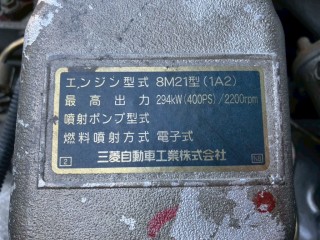 エンジン型式 8M21型(1A2)
最高出力 294kW(400PS)/2200rpm
噴射ポンプ型式
燃料噴射方式 電子式
三菱自動車工業株式会社
2